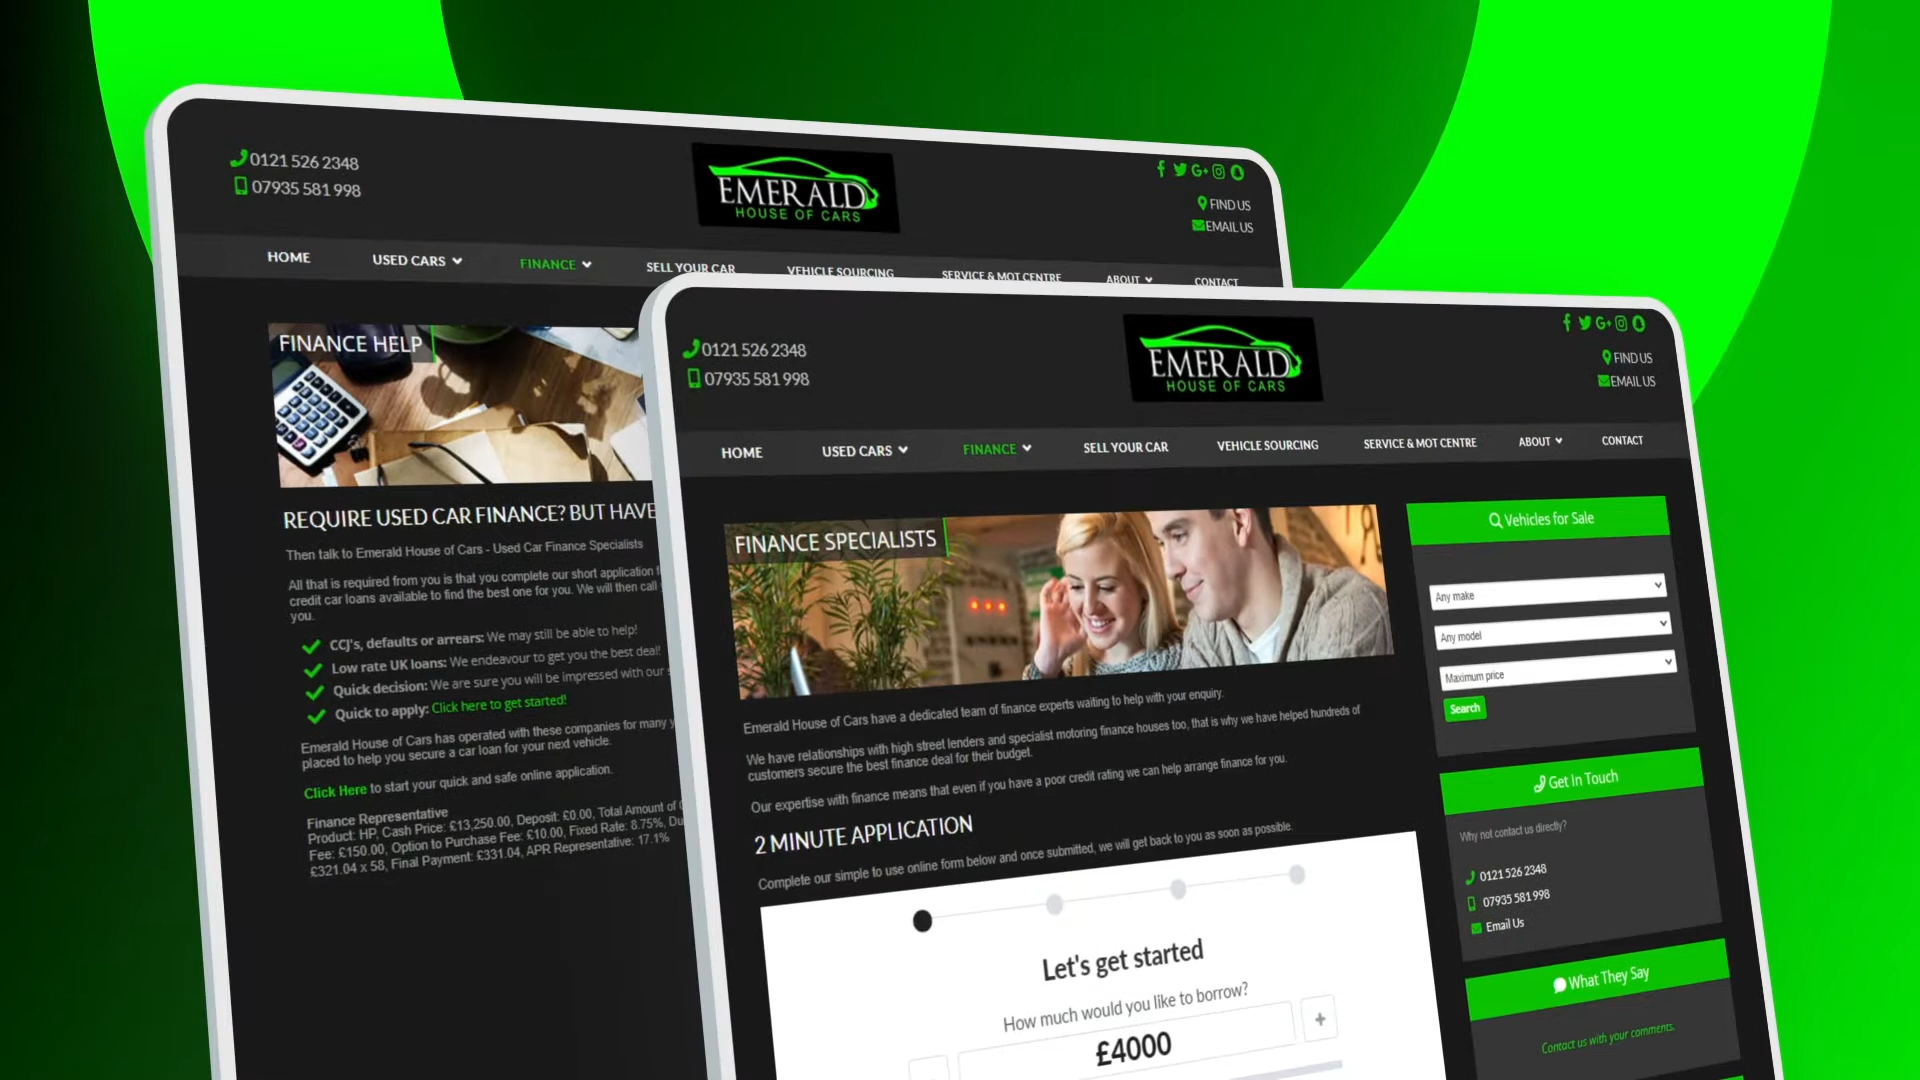 0121 526 2348
07935 581 998
EMERALD
HOUSE OF CARS
FIND US
EMAIL US
HOME
USED CARS
FINANCE
SELL YOUR CAR
VEHICLE SOURCING
SERVICE & MOT CENTRE
ABOUT
CONTACT
FINANCE HELP
REQUIRE USED CAR FINANCE? BUT HAVE
Then talk to Emerald House of Cars - Used Car Finance Specialists
All that is required from you is that you complete our short application
credit car loans available to find the best one for you. We will then call
you.
CCJ's, defaults or arrears: We may still be able to help!
Low rate UK loans: We endeavour to get you the best deal!
Quick decision: We are sure you will be impressed with our
Quick to apply: Click here to get started!
Emerald House of Cars has operated with these companies for many
placed to help you secure a car loan for your next vehicle.
Click Here to start your quick and safe online application.
Finance Representative
Product: HP, Cash Price: £13,250.00, Deposit: £0.00, Total Amount of
Fee: £150.00, Option to Purchase Fee: £10.00, Fixed Rate: 8.75%, Du
£321.04 x 58, Final Payment: £331.04, APR Representative: 17.1%
0121 526 2348
07935 581 998
EMERALD
HOUSE OF CARS
FIND US
EMAIL US
HOME
USED CARS
FINANCE
SELL YOUR CAR
VEHICLE SOURCING
SERVICE & MOT CENTRE
ABOUT
CONTACT
FINANCE SPECIALISTS
Emerald House of Cars have a dedicated team of finance experts waiting to help with your enquiry.
We have relationships with high street lenders and specialist motoring finance houses too, that is why we have helped hundreds of
customers secure the best finance deal for their budget.
Our expertise with finance means that even if you have a poor credit rating we can help arrange finance for you.
2 MINUTE APPLICATION
Complete our simple to use online form below and once submitted, we will get back to you as soon as possible.
Let's get started
How much would you like to borrow?
£4000
+
Vehicles for Sale
Any make
Any model
Maximum price
Search
Get In Touch
Why not contact us directly?
0121 526 2348
07935 581 998
Email Us
What They Say
Contact us with your comments.